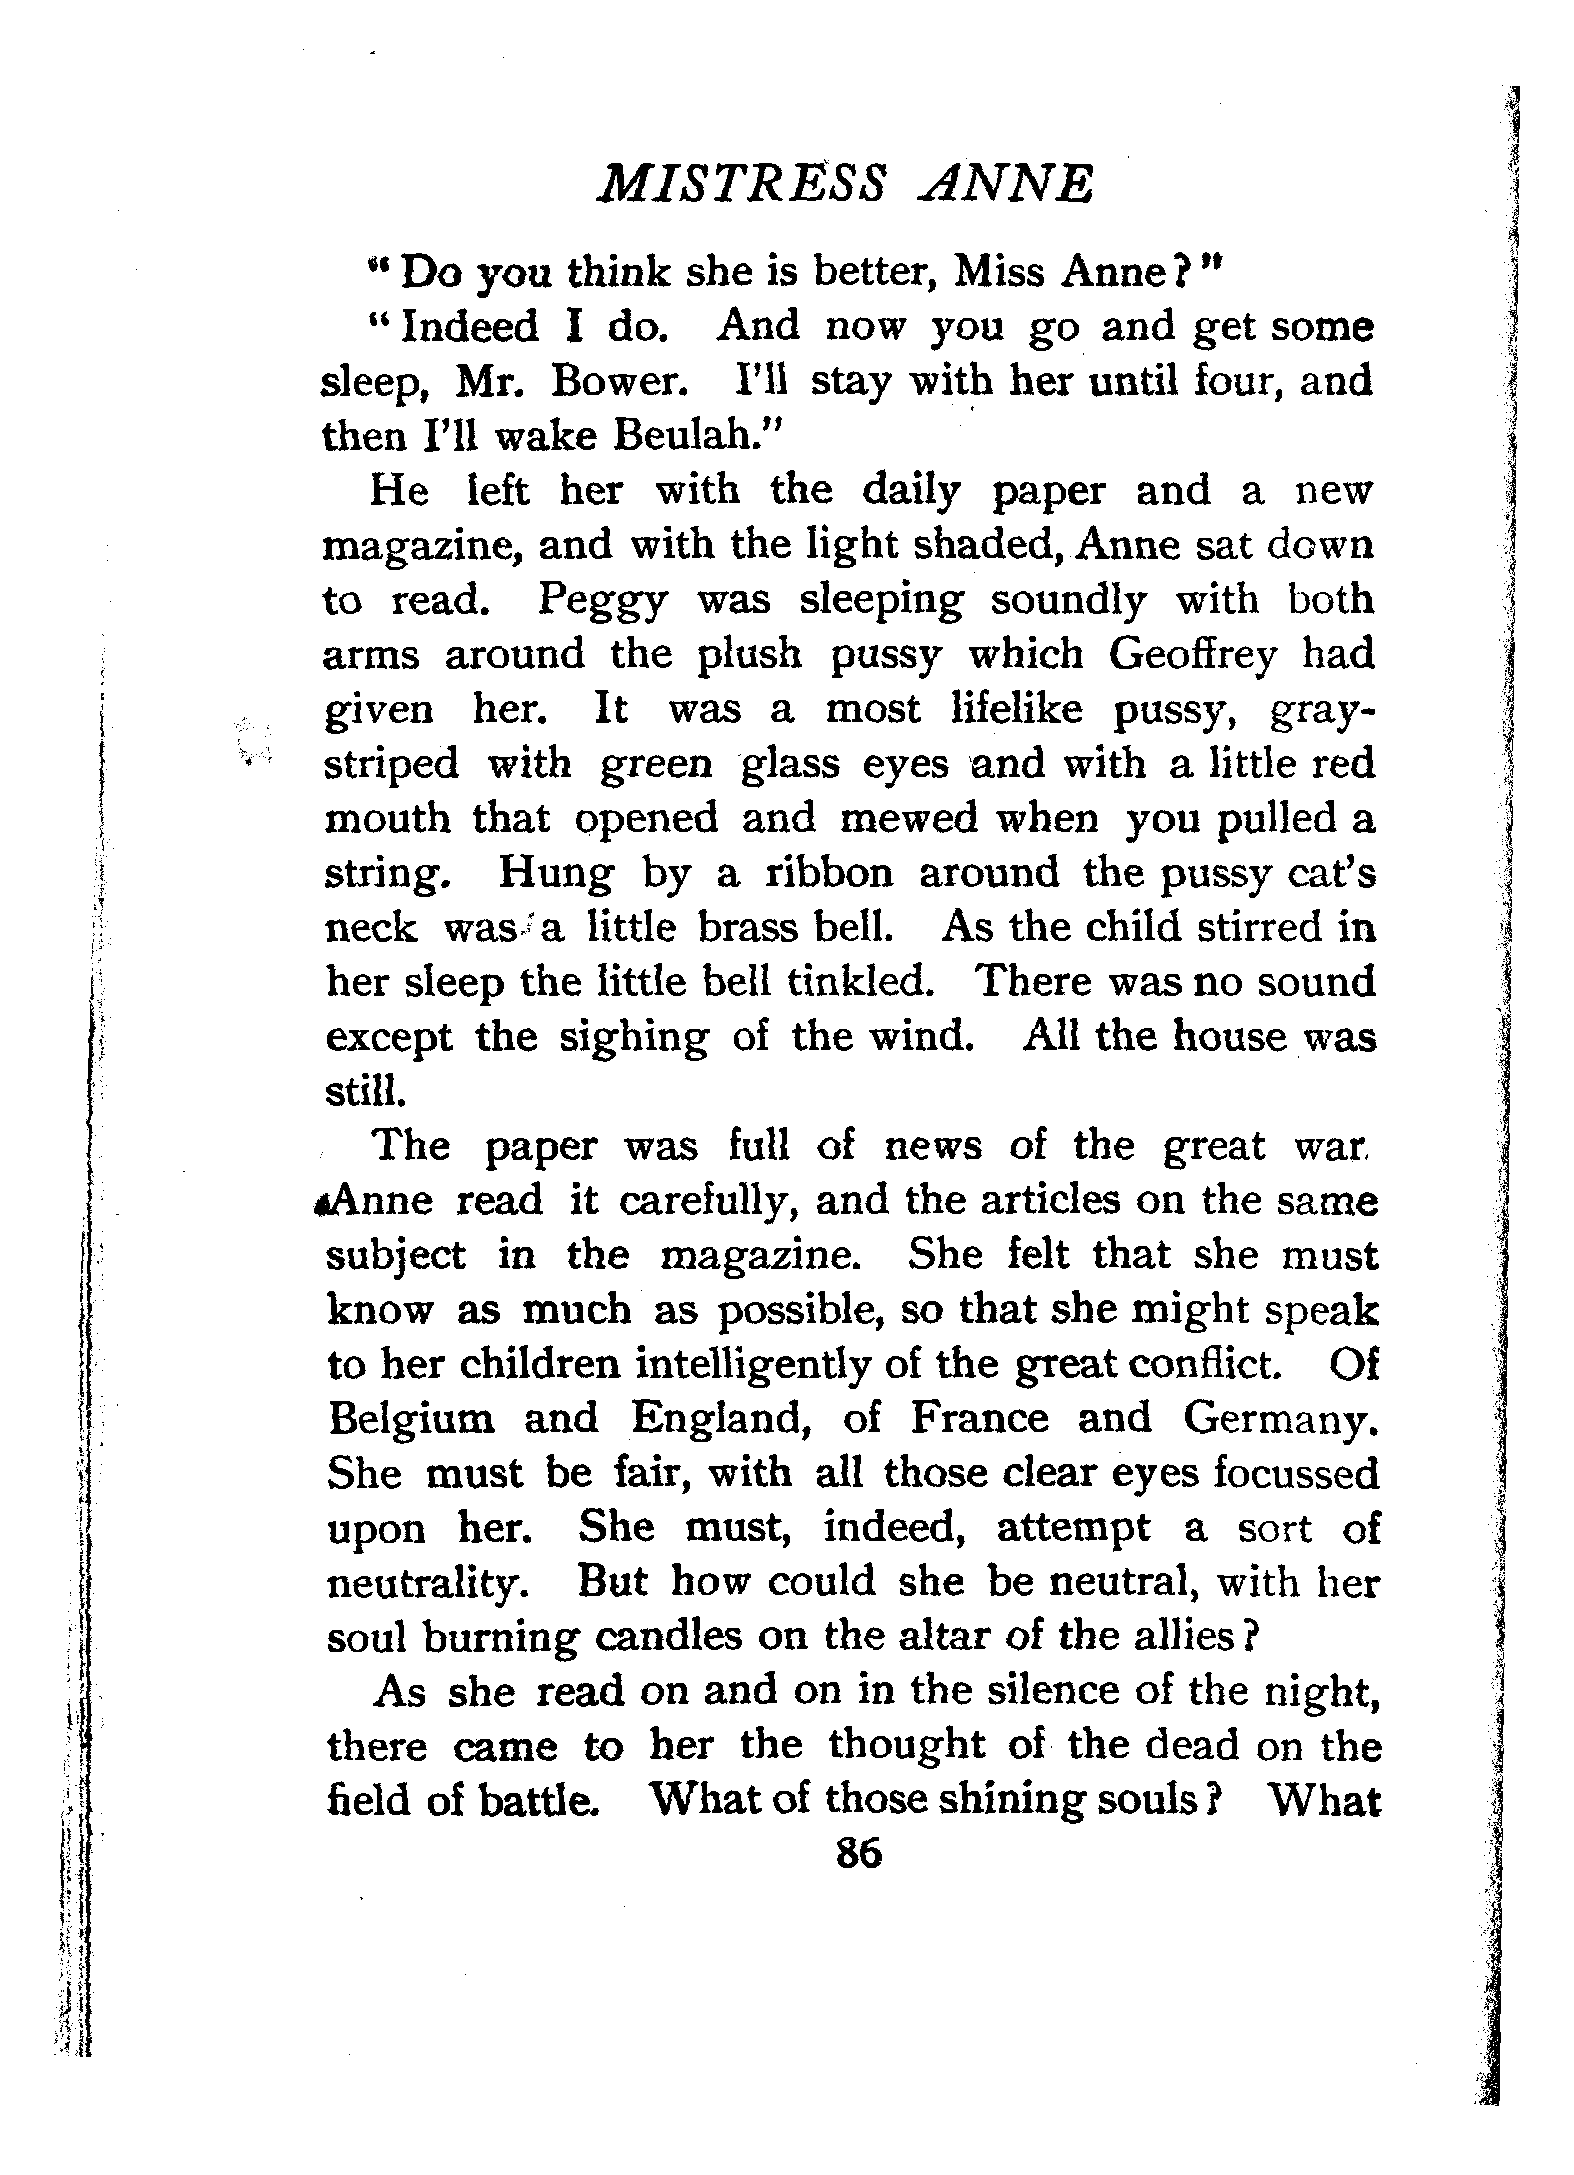 MISTRESS ANNE
“Do you think she is better, Miss Anne?”
“Indeed I do. And now you go and get some
sleep, Mr. Bower. I’ll stay with her until four, and
then I’ll wake Beulah.”
He left her with the daily paper and a new
magazine, and with the light shaded, Anne sat down
to read. Peggy was sleeping soundly with both
arms around the plush pussy which Geoffrey had
given her. It was a most lifelike pussy, gray-
striped with green glass eyes and with a little red
mouth that opened and mewed when you pulled a
string. Hung by a ribbon around the pussy cat’s
neck was a little brass bell. As the child stirred in
her sleep the little bell tinkled. There was no sound
except the sighing of the wind. All the house was
still.
The paper was full of news of the great war.
Anne read it carefully, and the articles on the same
subject in the magazine. She felt that she must
know as much as possible, so that she might speak
to her children intelligently of the great conflict. Of
Belgium and England, of France and Germany.
She must be fair, with all those clear eyes focussed
upon her. She must, indeed, attempt a sort of
neutrality. But how could she be neutral, with her
soul burning candles on the altar of the allies?
As she read on and on in the silence of the night,
there came to her the thought of the dead on the
field of battle. What of those shining souls? What
86